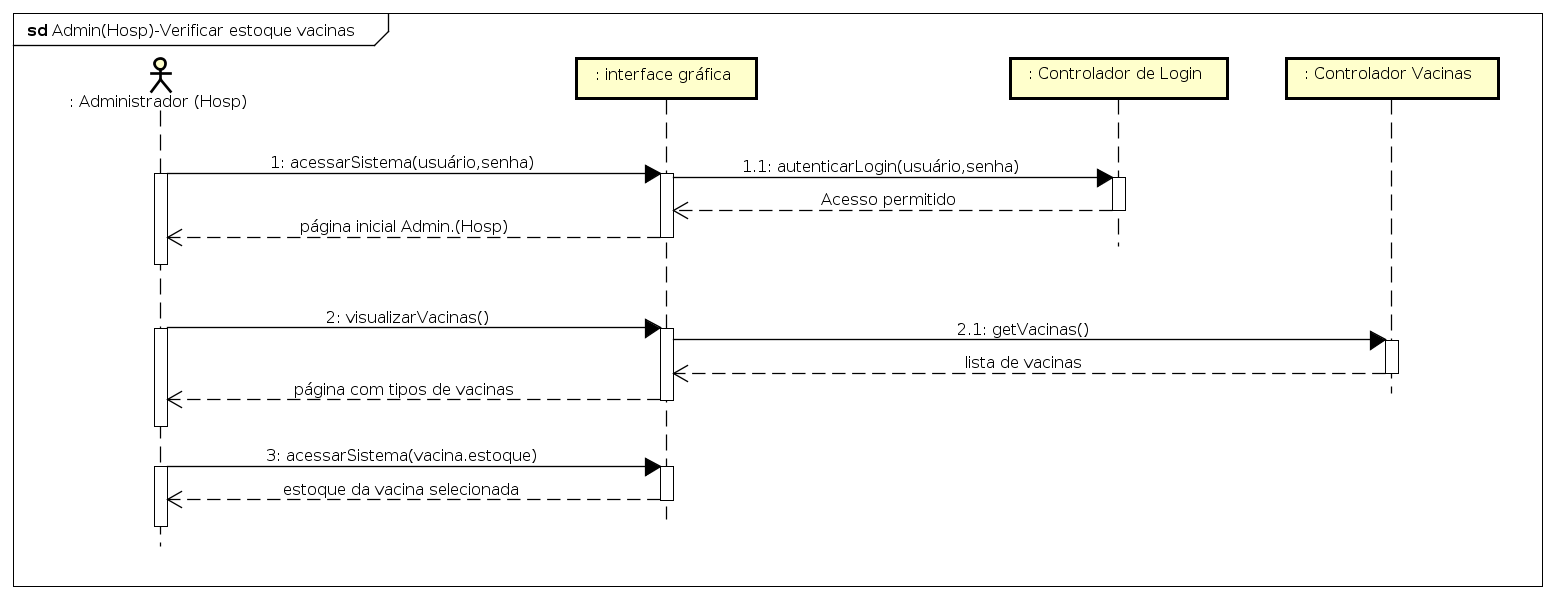 sd Admin(Hosp)-Verificar estoque vacinas
: Administrador (Hosp)
: interface gráfica
: Controlador de Login
: Controlador Vacinas
1: acessarSistema(usuário,senha)
1.1: autenticarLogin(usuário,senha)
Acesso permitido
página inicial Admin.(Hosp)
2: visualizarVacinas()
2.1: getVacinas()
lista de vacinas
página com tipos de vacinas
3: acessarSistema(vacina.estoque)
estoque da vacina selecionada